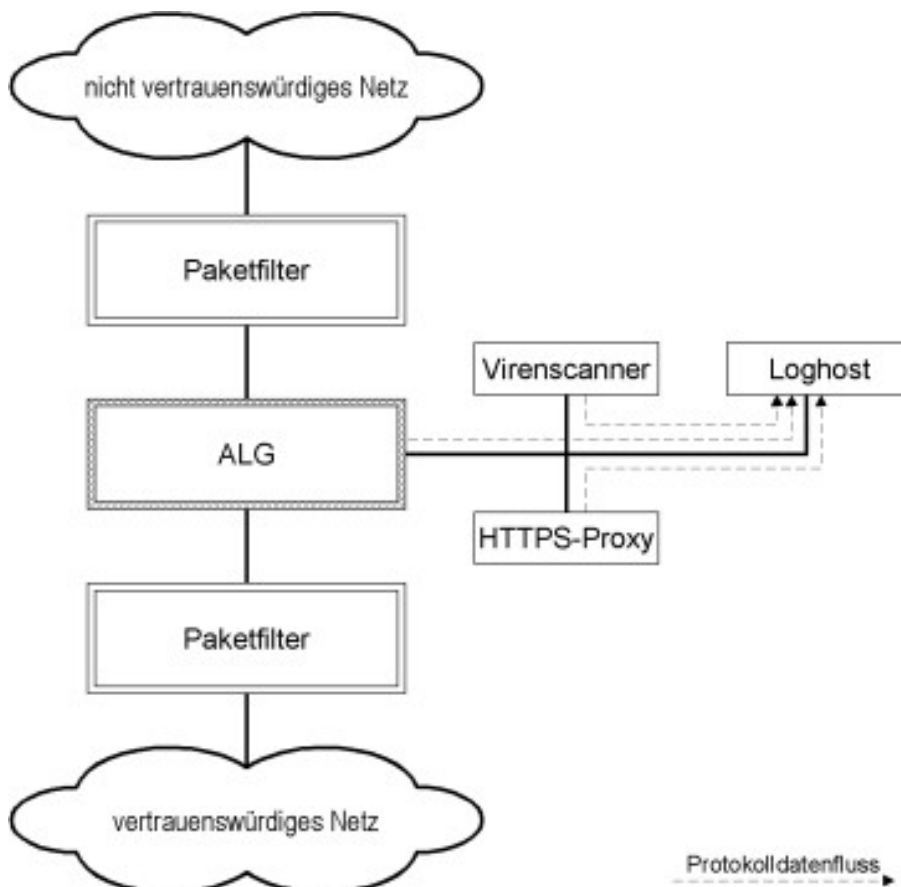 nicht vertrauenswürdiges Netz
Paketfilter
Virenscanner
Loghost
ALG
HTTPS-Proxy
Paketfilter
vertrauenswürdiges Netz
Protokolldatenfluss